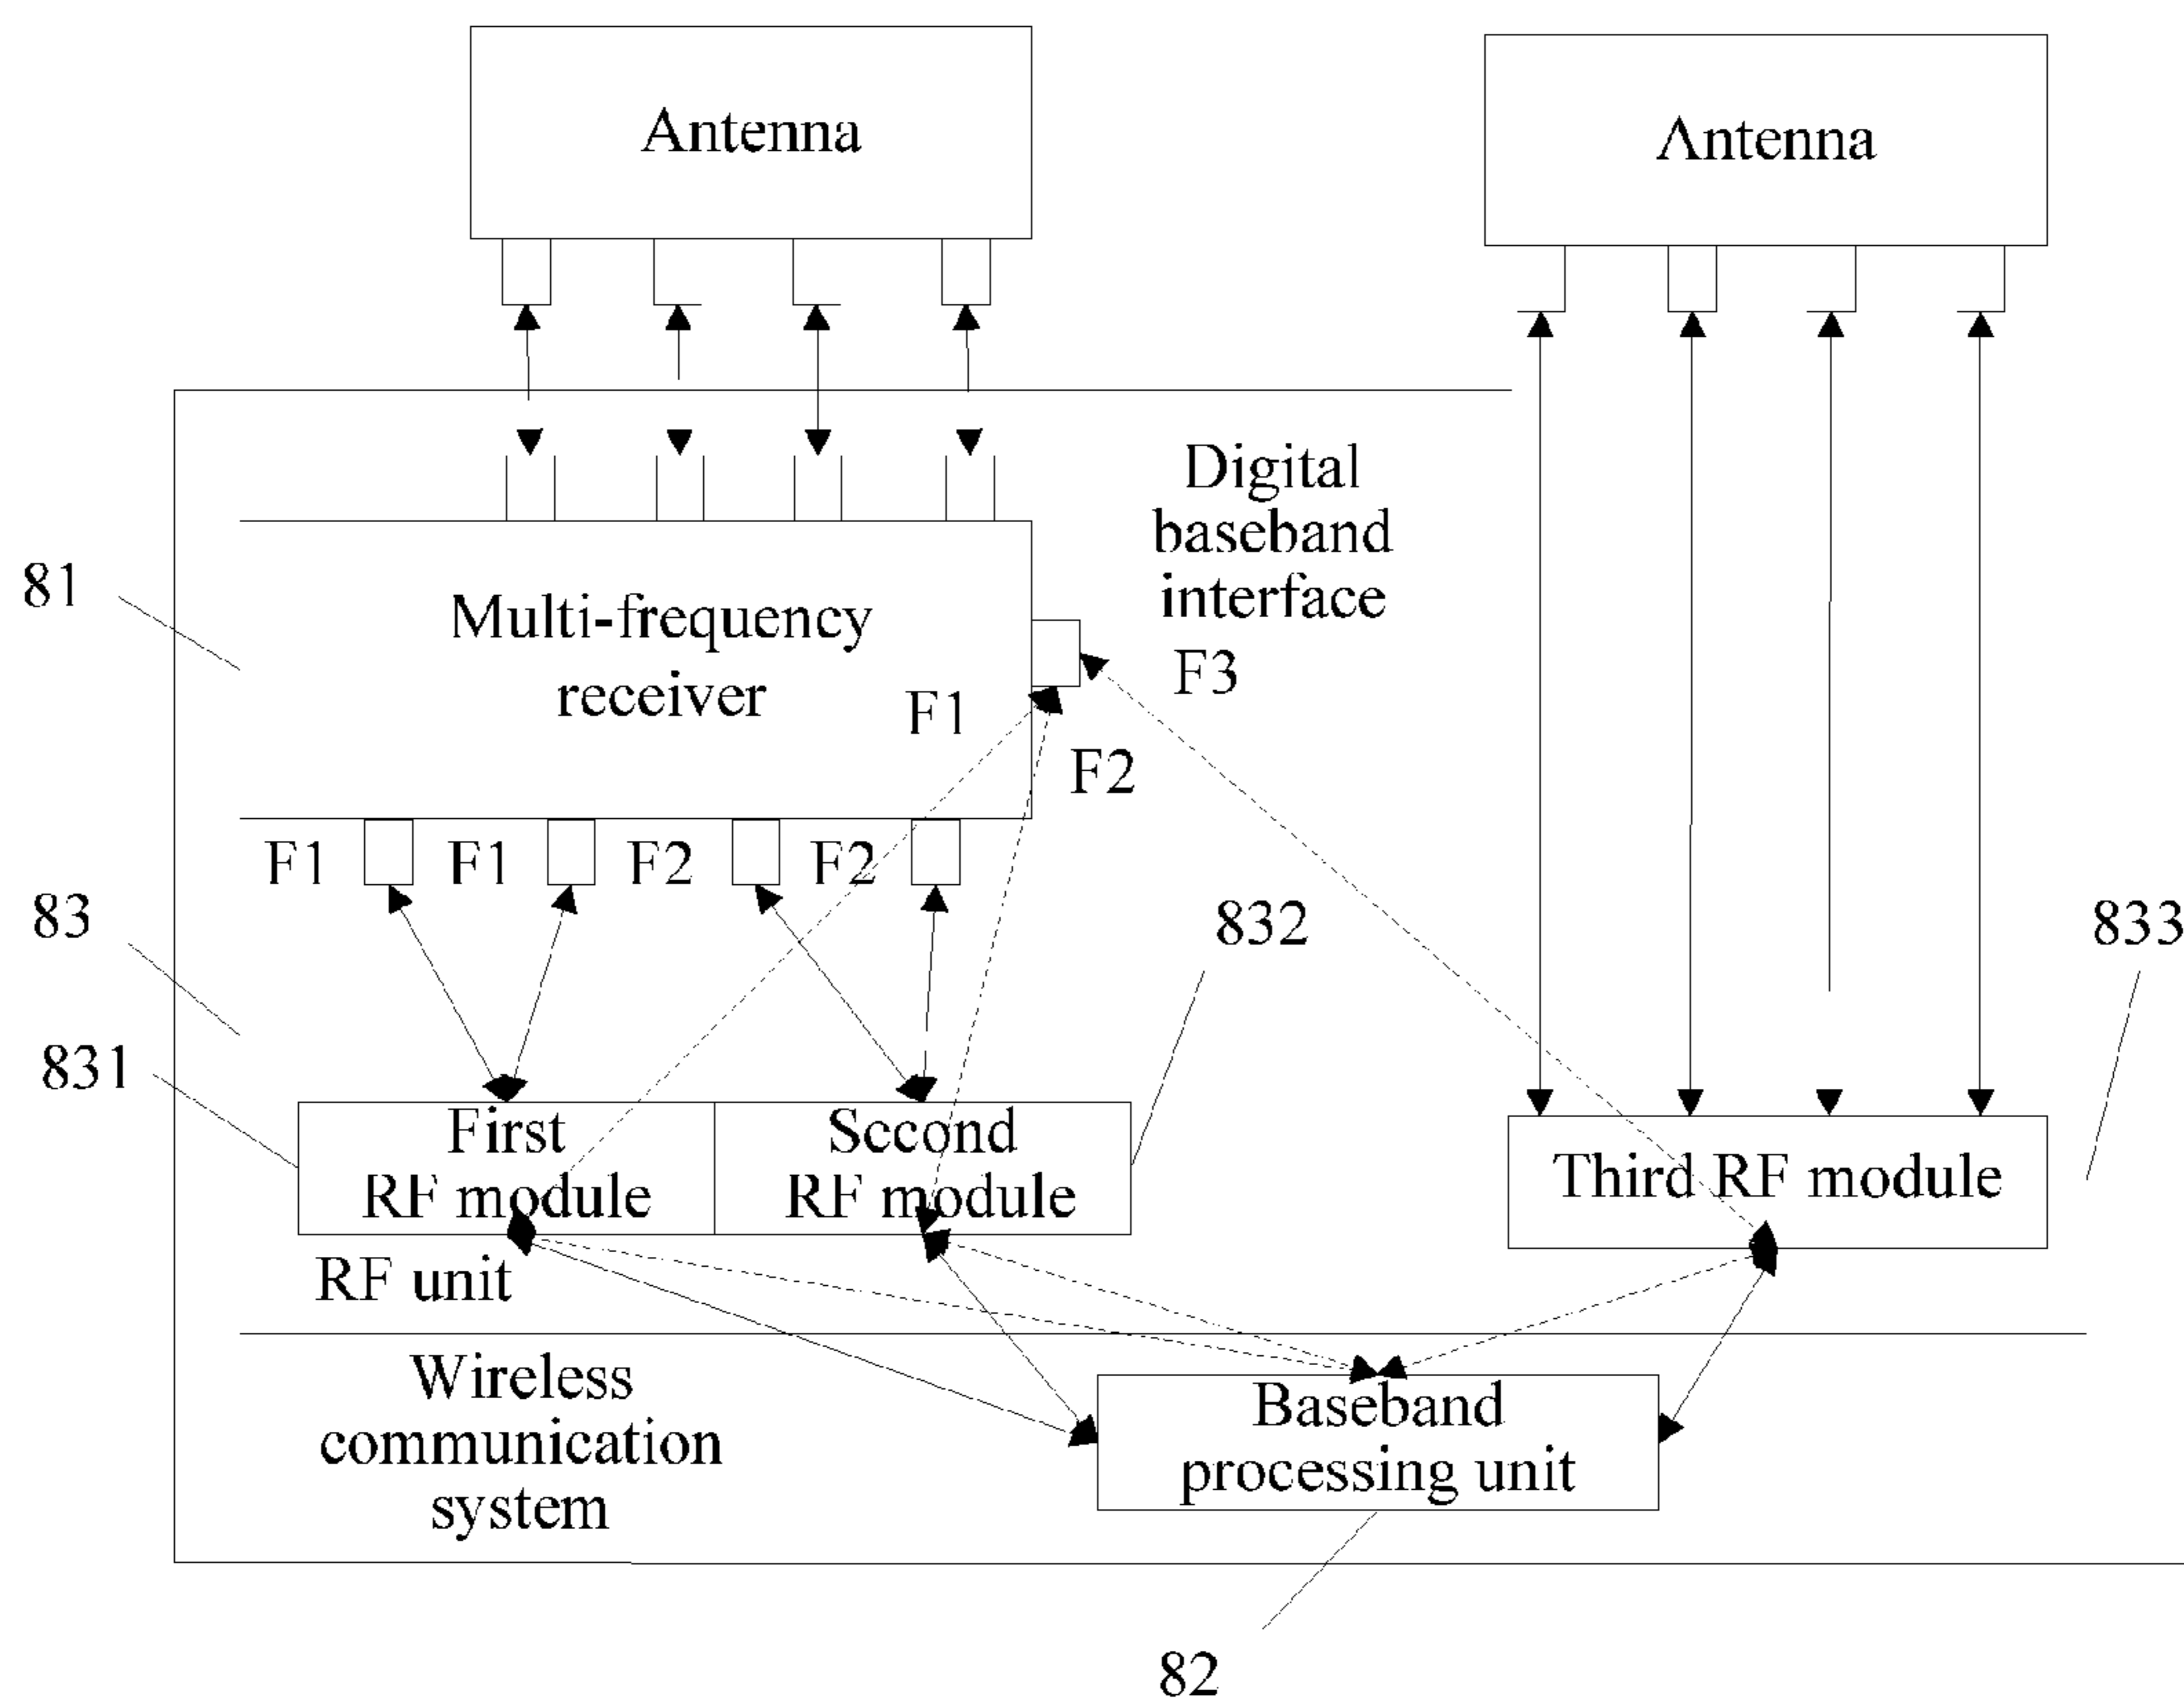 Antenna
Antenna
Digital
baseband
interface
F3
81
Multi-frequency
receiver
F1
F2
F1
F1
F2
F2
83
832
833
831
First
RF module
Second
RF module
Third RF module
RF unit
Wireless
communication
system
Baseband
processing unit
82